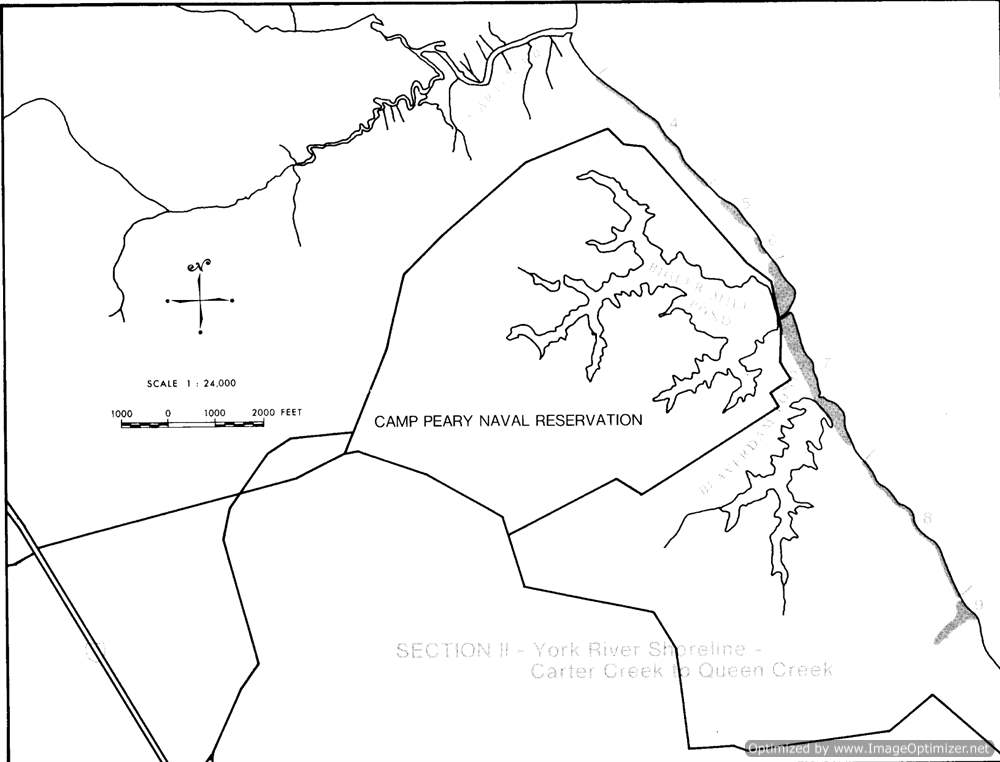 4
5
6
BIGLER MILL
POND
N
SCALE 1 : 24,000
1000 0 1000 2000 FEET
7
CAMP PEARY NAVAL RESERVATION
8
9
SECTION II - York River Shoreline -
Carter Creek to Queen Creek
Optimized by www.ImageOptimizer.net